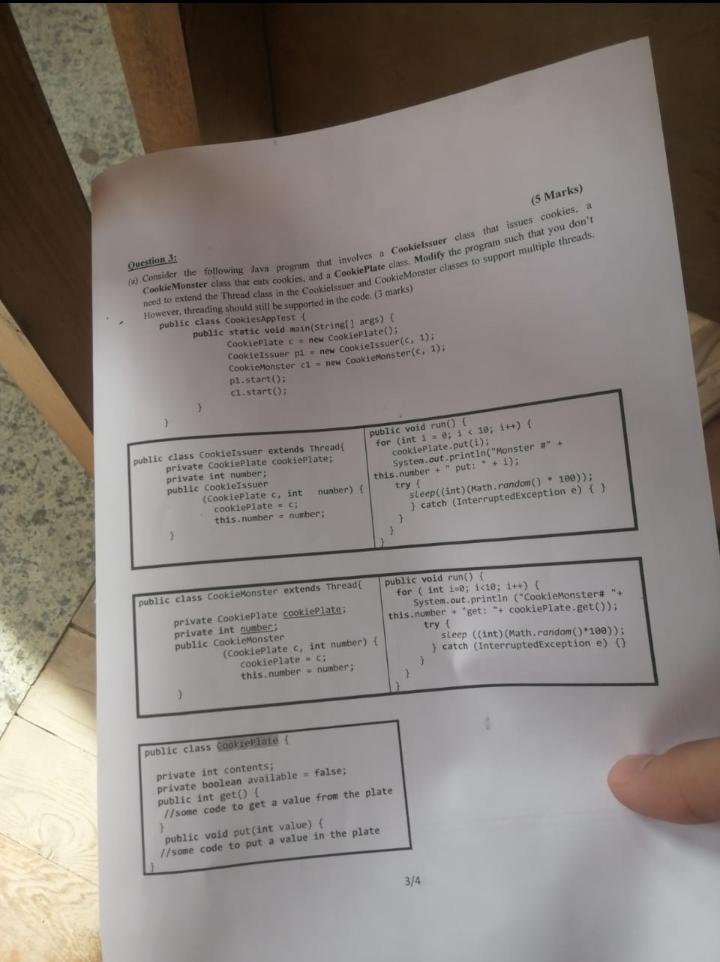 (5 Marks)
Question 3:
(a) Consider the following Java program that involves a CookieIssuer class that issues cookies, a
CookieMonster class that eats cookies, and a CookiePlate class. Modify the program such that you don't
need to extend the Thread class in the CookieIssuer and CookieMonster classes to support multiple threads.
However, threading should still be supported in the code. (3 marks)
public class CookiesAppTest {
public static void main(String[] args) {
CookiePlate c = new CookiePlate();
CookieIssuer p1 = new CookieIssuer(c, 1);
CookieMonster c1 = new CookieMonster(c, 1);
p1.start();
c1.start();
}
}
public class CookieIssuer extends Thread{
private CookiePlate cookiePlate;
private int number;
public CookieIssuer
(CookiePlate c, int number) {
cookiePlate = c;
this.number = number;
}
public void run() {
for (int i = 0; i < 10; i++) {
cookiePlate.put(i);
System.out.println("Monster #" +
this.number + " put: " + i);
try {
sleep((int)(Math.random() * 100));
} catch (InterruptedException e) { }
}
}
}
public class CookieMonster extends Thread{
private CookiePlate cookiePlate;
private int number;
public CookieMonster
(CookiePlate c, int number) {
cookiePlate = c;
this.number = number;
}
public void run() {
for ( int i=0; i<10; i++) {
System.out.println ("CookieMonster# "+
this.number + "get: "+ cookiePlate.get());
try {
sleep ((int)(Math.random()*100));
} catch (InterruptedException e) {}
}
}
}
public class CookiePlate {
private int contents;
private boolean available = false;
public int get() {
//some code to get a value from the plate
}
public void put(int value) {
//some code to put a value in the plate
}
3/4